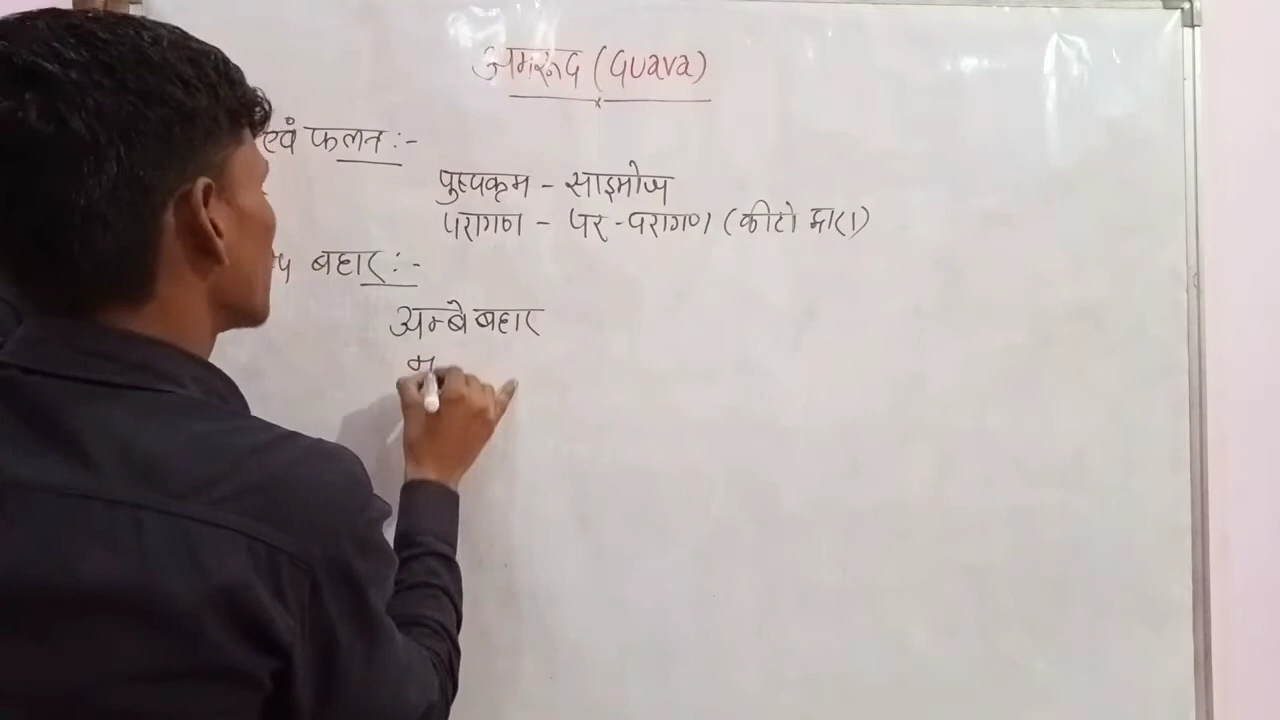 अमरूद (Guava)
एवं फलन :-
पुष्पक्रम - साइमोज
परागण - पर-परागण (कीटो द्वारा)
बहार :-
अम्बे बहार
म